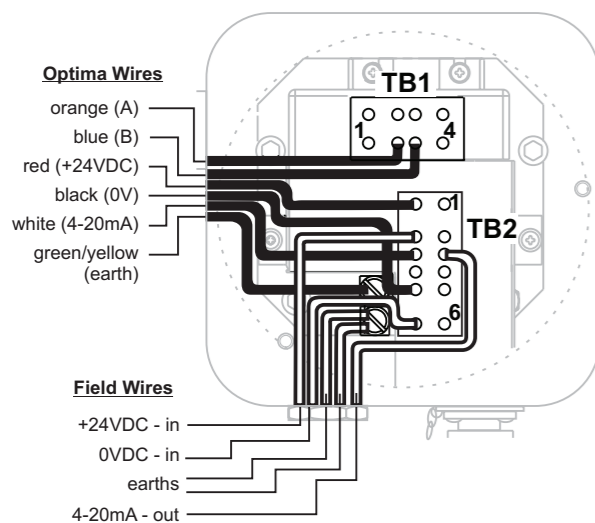 Optima Wires
orange (A)
blue (B)
red (+24VDC)
black (0V)
white (4-20mA)
green/yellow
(earth)
TB1
1
4
1
TB2
6
Field Wires
+24VDC - in
0VDC - in
earths
4-20mA - out